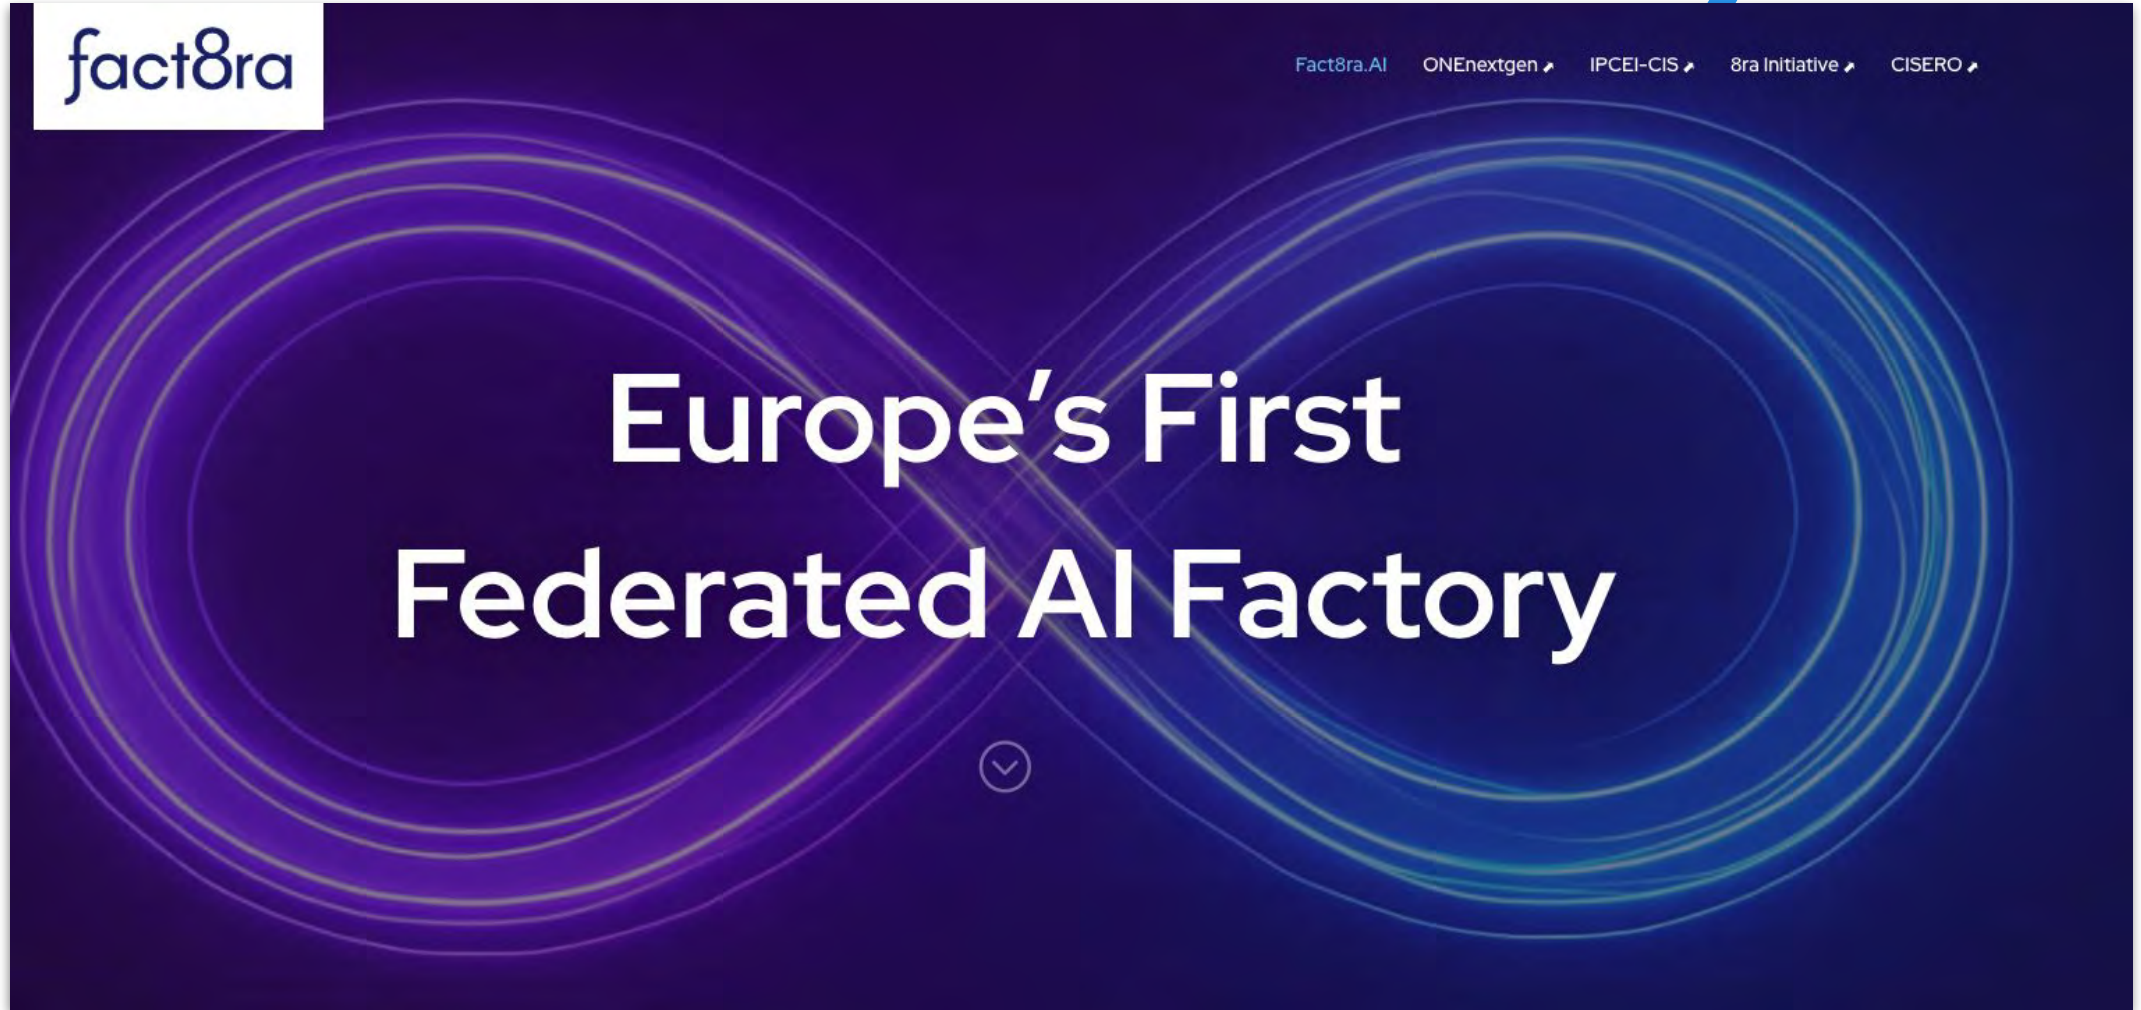 fact8ra
Fact8ra.AI ONEnextgen IPCEI-CIS 8ra Initiative CISERO
Europe’s First
Federated AI Factory